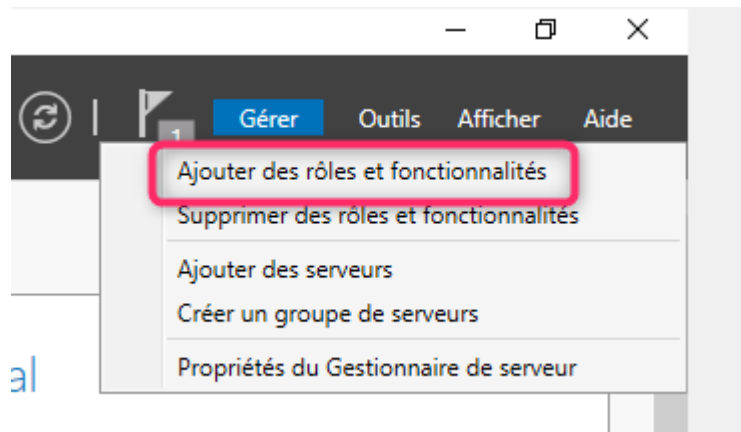 1 Gérer Outils Afficher Aide
Ajouter des rôles et fonctionnalités
Supprimer des rôles et fonctionnalités
Ajouter des serveurs
Créer un groupe de serveurs
Propriétés du Gestionnaire de serveur
al